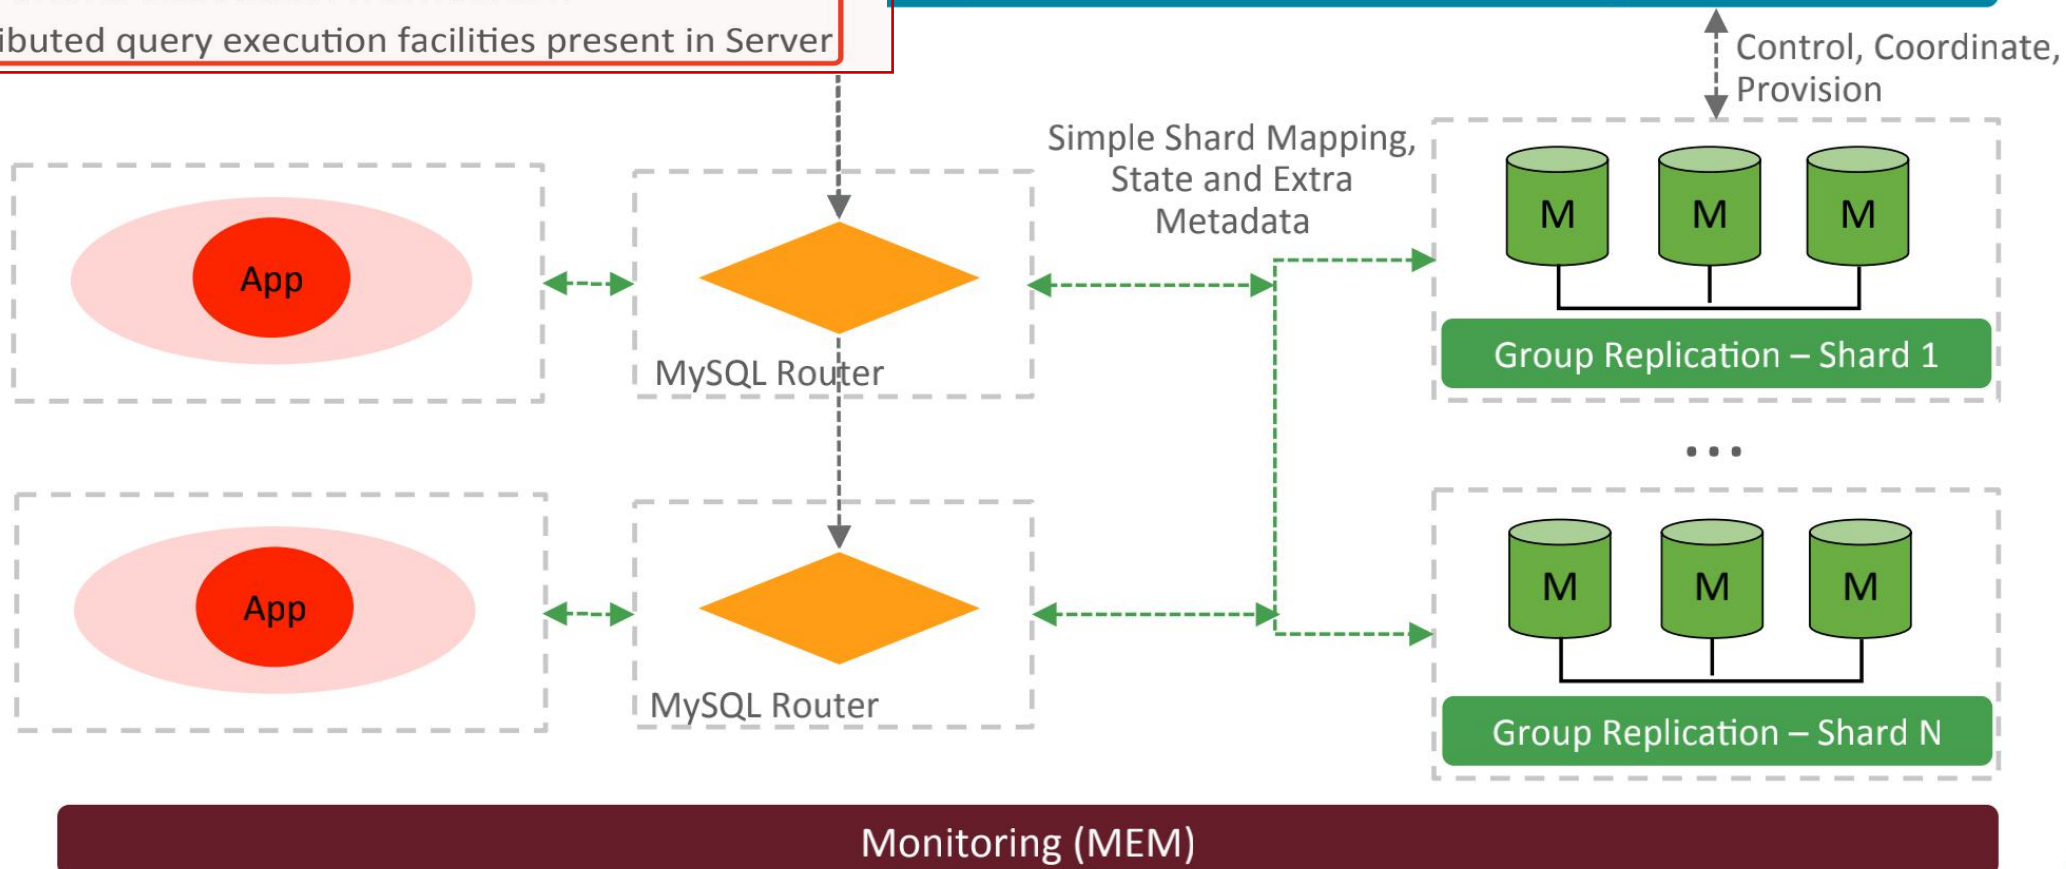 ibuted query execution facilities present in Server
Control, Coordinate,
Provision
Simple Shard Mapping,
State and Extra
Metadata
M
M
M
App
Group Replication – Shard 1
MySQL Router
...
M
M
M
App
MySQL Router
Group Replication – Shard N
Monitoring (MEM)